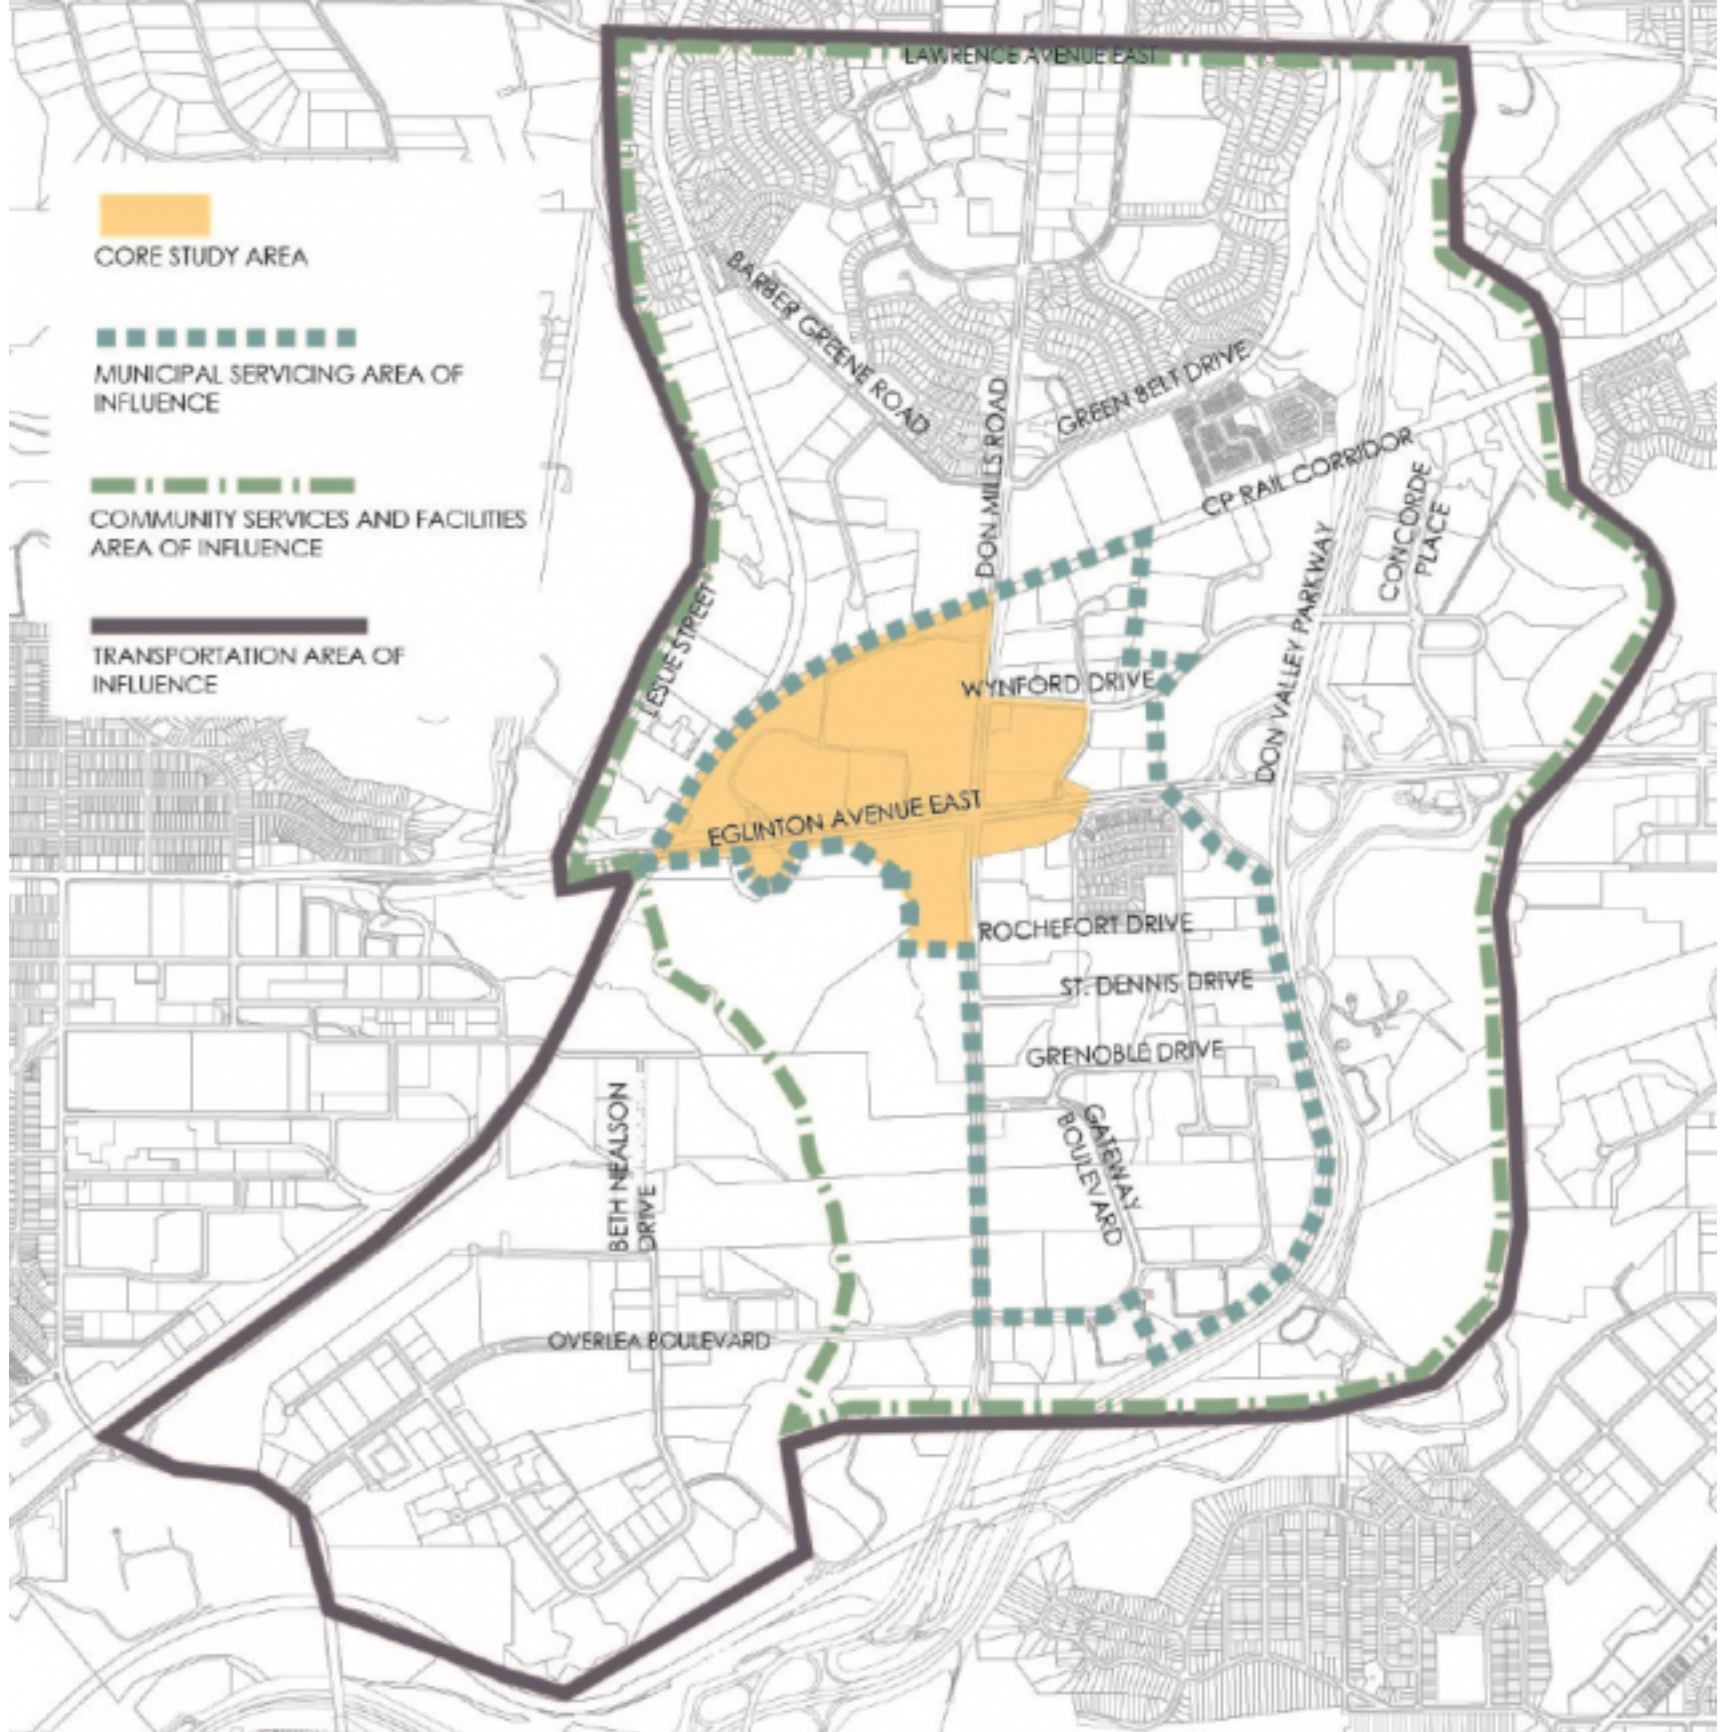 LAWRENCE AVENUE EAST
CORE STUDY AREA
MUNICIPAL SERVICING AREA OF
INFLUENCE
COMMUNITY SERVICES AND FACILITIES
AREA OF INFLUENCE
TRANSPORTATION AREA OF
INFLUENCE
BARBER GREENE ROAD
DON MILLS ROAD
GREEN BELT DRIVE
CP RAIL CORRIDOR
CONCORDE
PLACE
LESLIE STREET
WYNFORD DRIVE
DON VALLEY PARKWAY
EGLINTON AVENUE EAST
ROCHEFORT DRIVE
ST. DENNIS DRIVE
GRENOBLE DRIVE
GATEWAY
BOULEVARD
BETH NEALSON
DRIVE
OVERLEA BOULEVARD